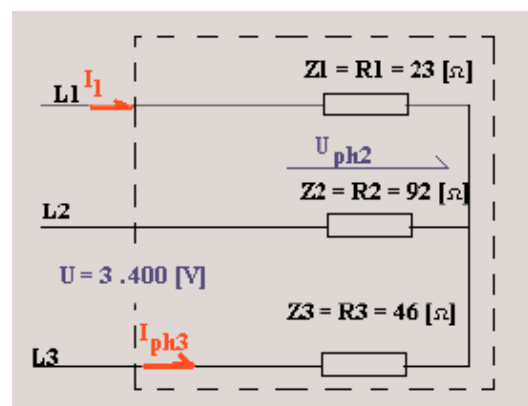 Z1 = R1 = 23 [Ω]
L1 I1
Uph2
Z2 = R2 = 92 [Ω]
L2
U = 3 .400 [V]
Z3 = R3 = 46 [Ω]
Iph3
L3